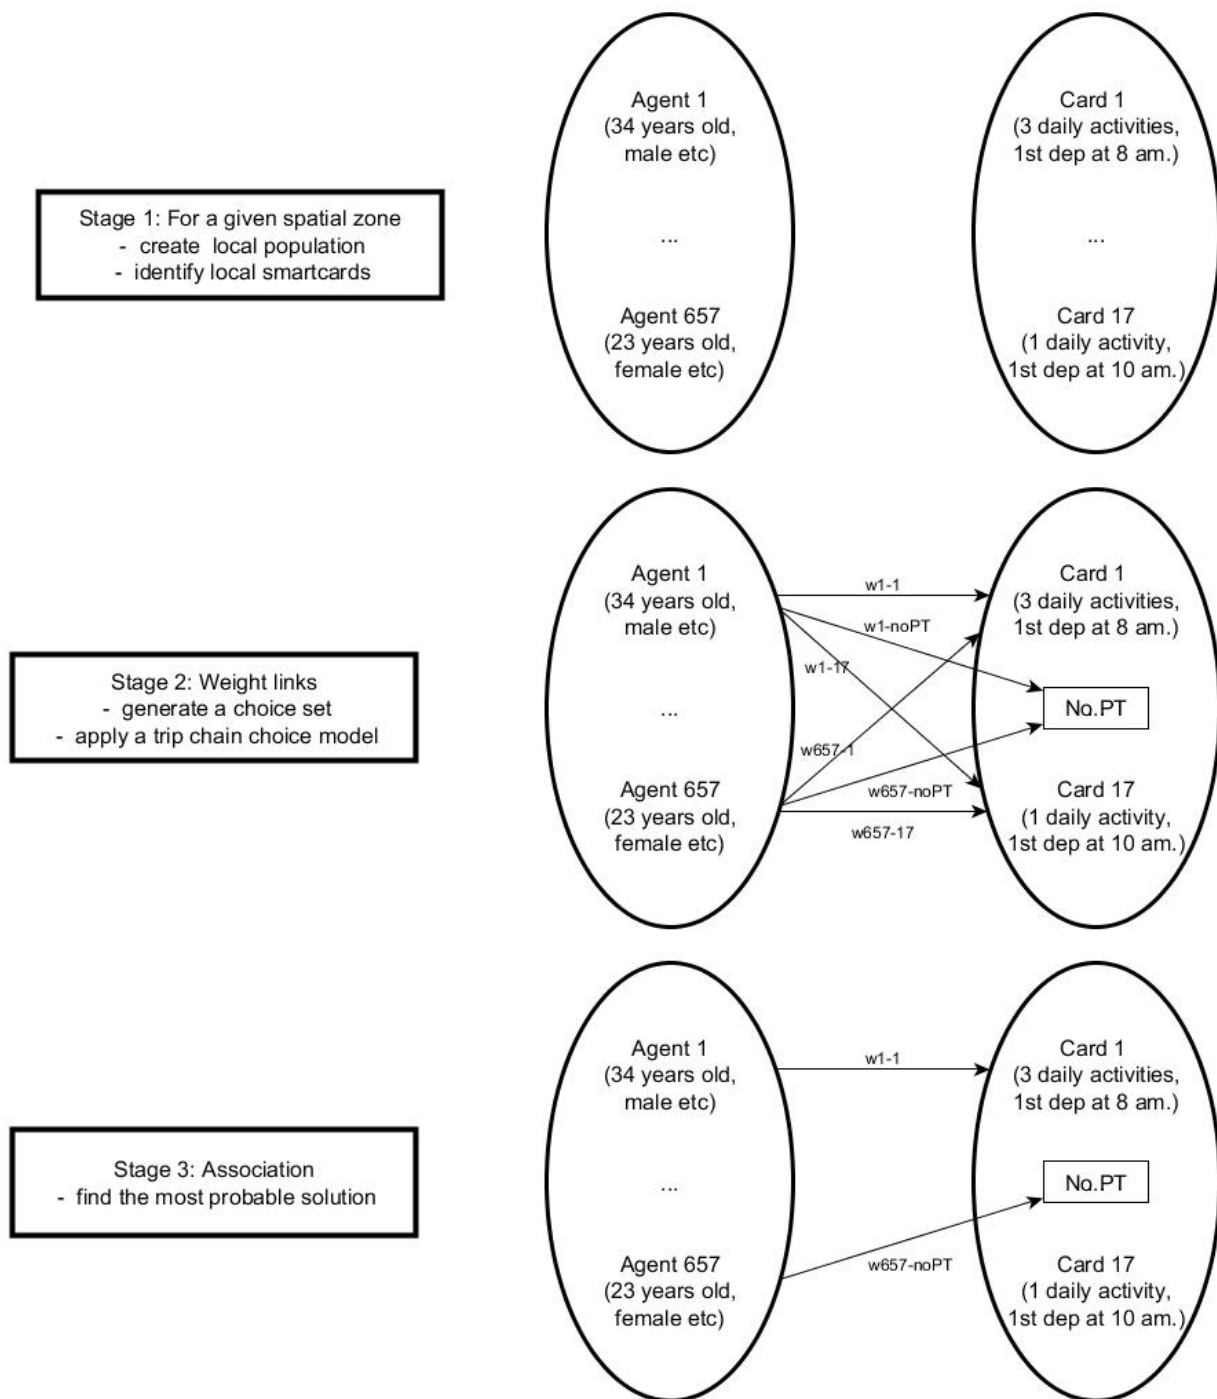 Stage 1: For a given spatial zone
- create local population
- identify local smartcards
Agent 1
(34 years old,
male etc)
...
Agent 657
(23 years old,
female etc)
Card 1
(3 daily activities,
1st dep at 8 am.)
...
Card 17
(1 daily activity,
1st dep at 10 am.)
Stage 2: Weight links
- generate a choice set
- apply a trip chain choice model
Agent 1
(34 years old,
male etc)
...
Agent 657
(23 years old,
female etc)
w1-1
w1-noPT
w1-17
w657-1
w657-noPT
w657-17
Card 1
(3 daily activities,
1st dep at 8 am.)
No.PT
Card 17
(1 daily activity,
1st dep at 10 am.)
Stage 3: Association
- find the most probable solution
Agent 1
(34 years old,
male etc)
...
Agent 657
(23 years old,
female etc)
w1-1
w657-noPT
Card 1
(3 daily activities,
1st dep at 8 am.)
No.PT
Card 17
(1 daily activity,
1st dep at 10 am.)